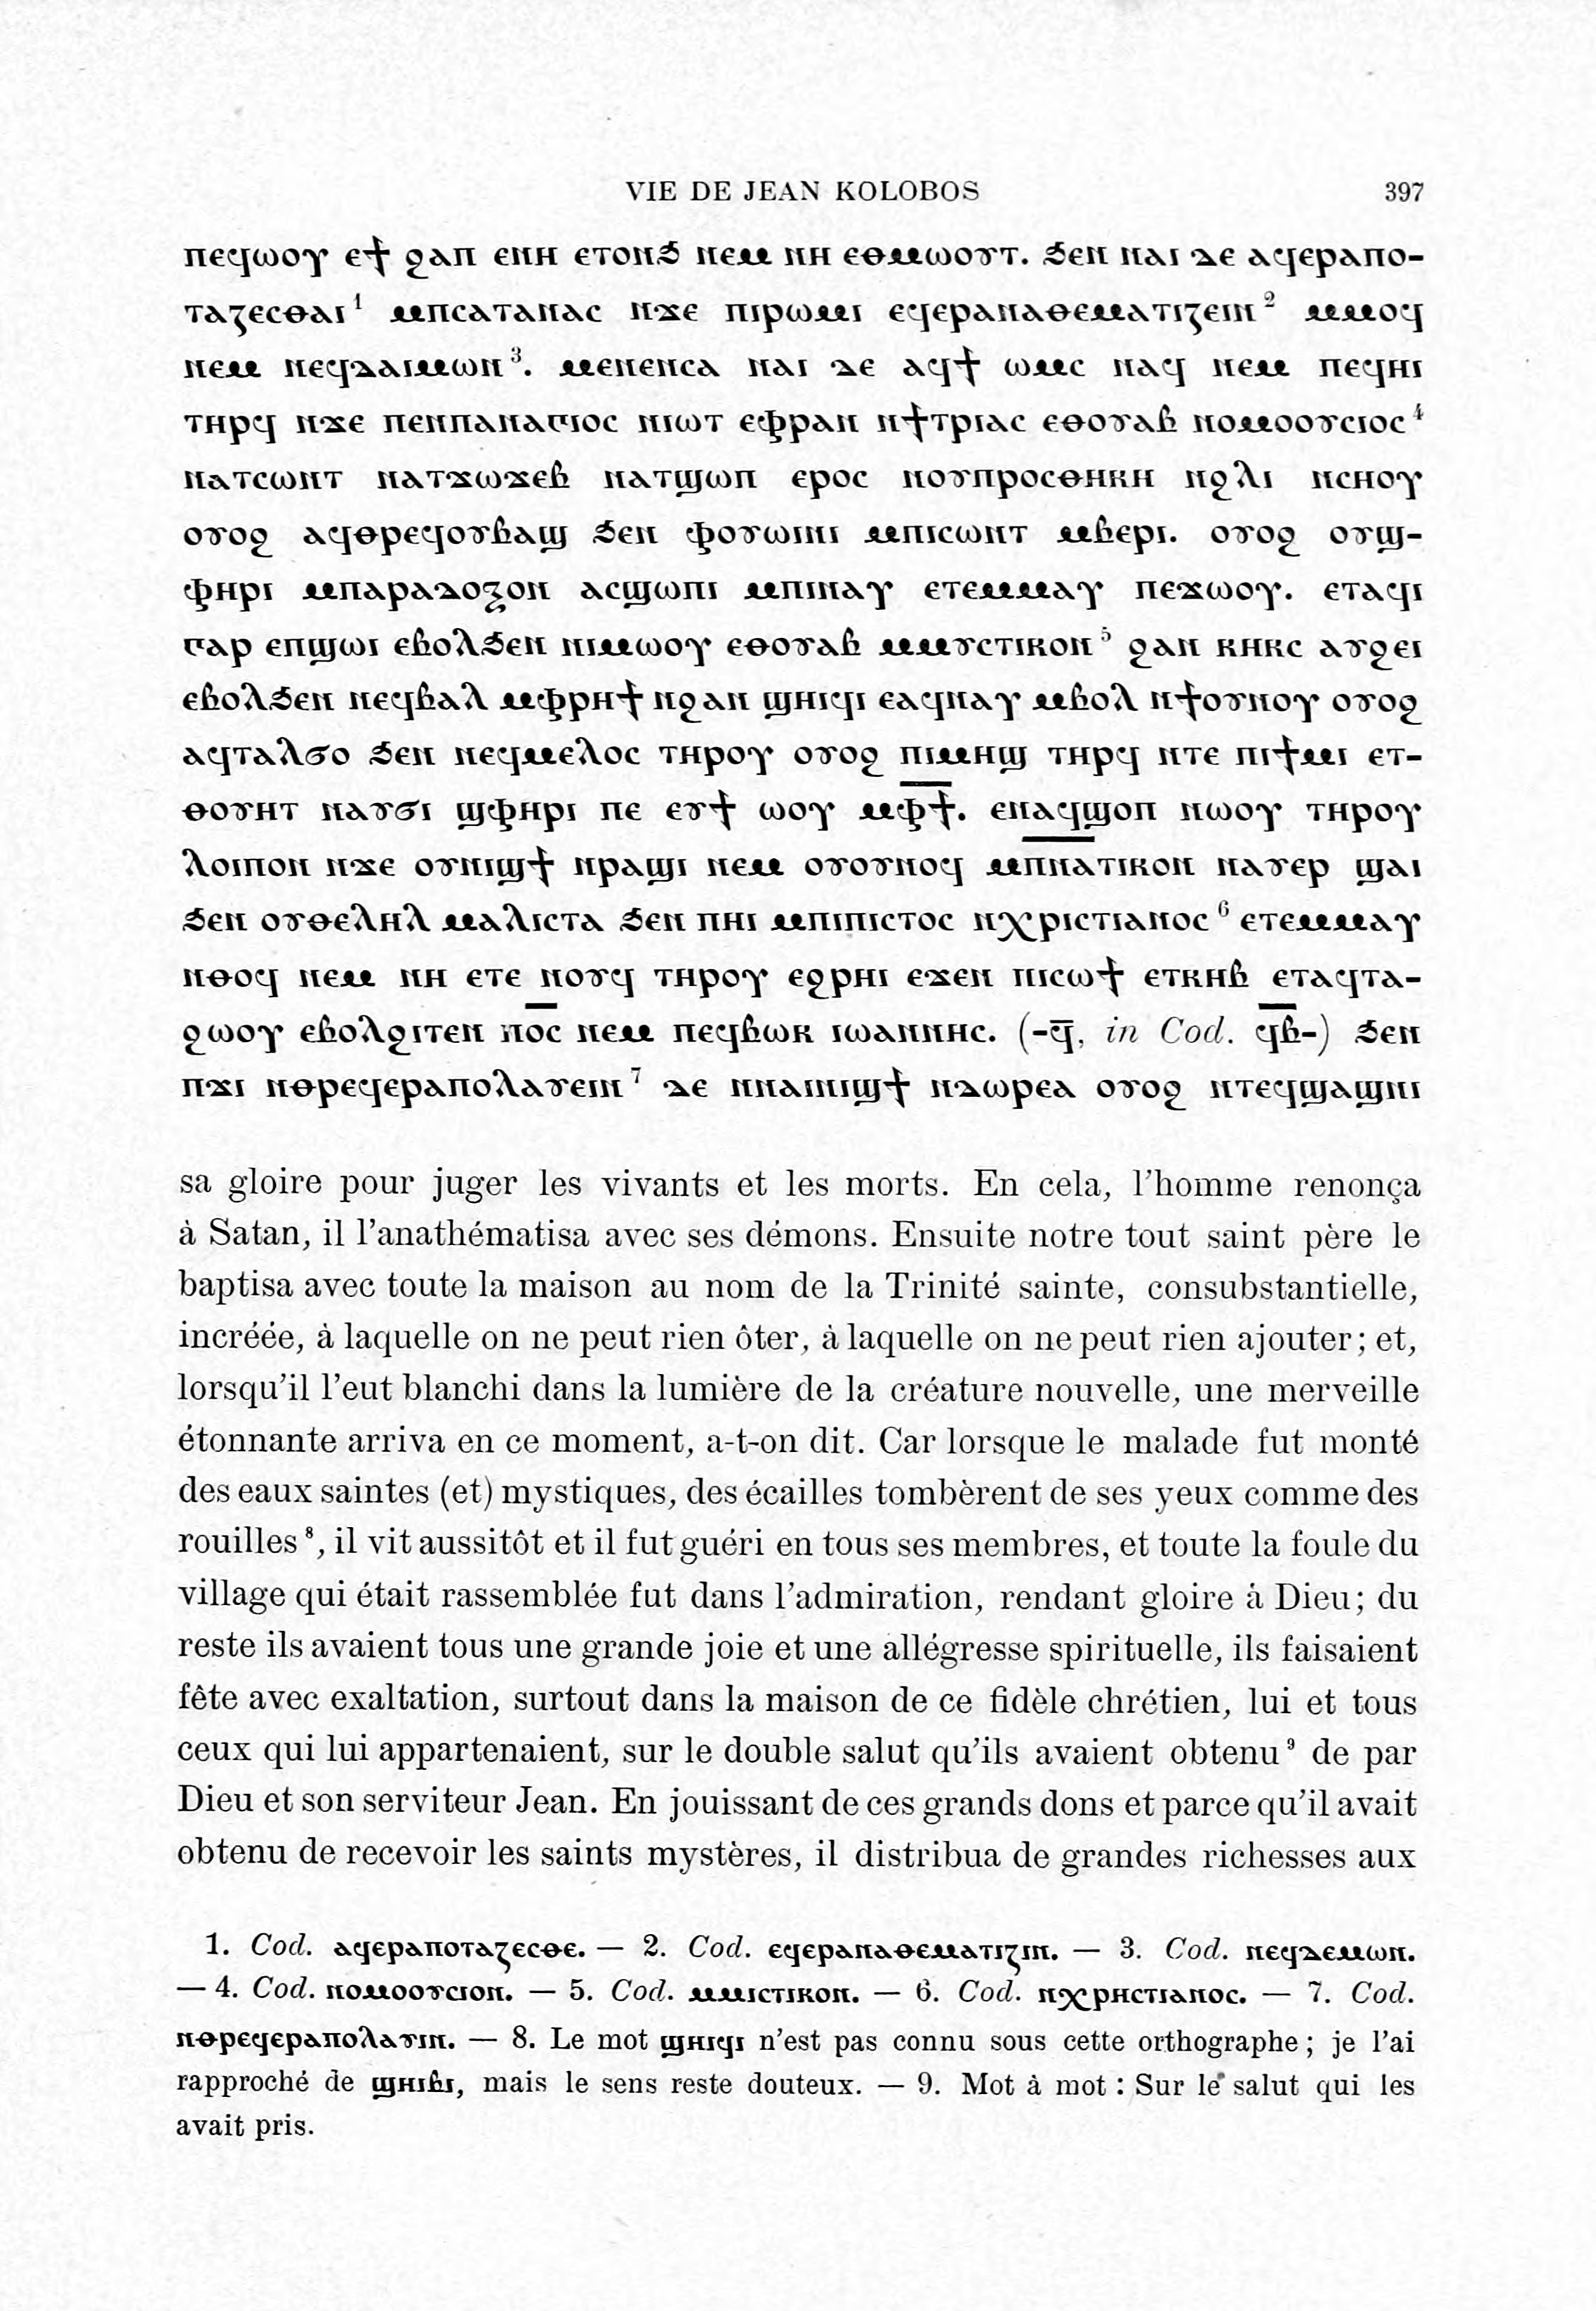 VIE DE JEAN KOLOBOS 397
ⲡⲉϥⲱⲟⲩ ⲉϯ ϩⲁⲡ ⲉⲛⲏ ⲉⲧⲟⲛϧ ⲛⲉⲙ ⲛⲏ ⲉⲑⲙⲱⲟⲩⲧ. ϧⲉⲛ ⲛⲁⲓ ⲇⲉ ⲁϥⲉⲣⲁⲡⲟ-
ⲧⲁⲍⲉⲥⲑⲁⲓ¹ ⲙⲡⲥⲁⲧⲁⲛⲁⲥ ⲛϫⲉ ⲡⲓⲣⲱⲙⲓ ⲉϥⲉⲣⲁⲛⲁⲑⲉⲙⲁⲧⲓⲍⲉⲓⲛ² ⲙⲙⲟϥ
ⲛⲉⲙ ⲛⲉϥⲇⲁⲓⲙⲱⲛ³. ⲙⲉⲛⲉⲛⲥⲁ ⲛⲁⲓ ⲇⲉ ⲁϥϯ ⲱⲙⲥ ⲛⲁϥ ⲛⲉⲙ ⲡⲉϥⲏⲓ
ⲧⲏⲣϥ ⲛϫⲉ ⲡⲉⲛⲡⲁⲛⲁⲅⲓⲟⲥ ⲛⲓⲱⲧ ⲉⲫⲣⲁⲛ ⲛϯⲧⲣⲓⲁⲥ ⲉⲑⲟⲩⲁⲃ ⲛⲟⲙⲟⲟⲩⲥⲓⲟⲥ⁴
ⲛⲁⲧⲥⲱⲛⲧ ⲛⲁⲧϫⲱϫⲉⲃ ⲛⲁⲧϣⲱⲡ ⲉⲣⲟⲥ ⲛⲟⲩⲡⲣⲟⲥⲑⲏⲕⲏ ⲛϩⲗⲓ ⲛⲥⲏⲟⲩ
ⲟⲩⲟϩ ⲁϥⲑⲣⲉϥⲟⲩⲃⲁϣ ϧⲉⲛ ⲫⲟⲩⲱⲓⲛⲓ ⲙⲡⲓⲥⲱⲛⲧ ⲙⲃⲉⲣⲓ. ⲟⲩⲟϩ ⲟⲩϣ-
ⲫⲏⲣⲓ ⲙⲡⲁⲣⲁⲇⲟⲝⲟⲛ ⲁⲥϣⲱⲡⲓ ⲙⲡⲓⲛⲁⲩ ⲉⲧⲉⲙⲙⲁⲩ ⲡⲉϫⲱⲟⲩ. ⲉⲧⲁϥⲓ
ⲅⲁⲣ ⲉⲡϣⲱⲓ ⲉⲃⲟⲗϧⲉⲛ ⲛⲓⲙⲱⲟⲩ ⲉⲑⲟⲩⲁⲃ ⲙⲙⲩⲥⲧⲓⲕⲟⲛ⁵ ϩⲁⲛ ⲕⲏⲕⲥ ⲁⲩϩⲉⲓ
ⲉⲃⲟⲗϧⲉⲛ ⲛⲉϥⲃⲁⲗ ⲙⲫⲣⲏϯ ⲛϩⲁⲛ ϣⲏⲓϥⲓ ⲉⲁϥⲛⲁⲩ ⲙⲃⲟⲗ ⲛϯⲟⲩⲛⲟⲩ ⲟⲩⲟϩ
ⲁϥⲧⲁⲗϭⲟ ϧⲉⲛ ⲛⲉϥⲙⲉⲗⲟⲥ ⲧⲏⲣⲟⲩ ⲟⲩⲟϩ ⲡⲓⲙⲏϣ ⲧⲏⲣϥ ⲛⲧⲉ ⲡⲓϯⲙⲓ ⲉⲧ-
ⲑⲟⲩⲏⲧ ⲛⲁⲩϭⲓ ϣⲫⲏⲣⲓ ⲡⲉ ⲉⲩϯ ⲱⲟⲩ ⲙⲫ̅ϯ̅. ⲉⲛⲁϥϣⲟⲡ ⲛⲱⲟⲩ ⲧⲏⲣⲟⲩ
ⲗⲟⲓⲡⲟⲛ ⲛϫⲉ ⲟⲩⲛⲓϣϯ ⲛⲣⲁϣⲓ ⲛⲉⲙ ⲟⲩⲟⲩⲛⲟϥ ⲙⲡ̅ⲛ̅ⲁ̅ⲧⲓⲕⲟⲛ ⲛⲁⲩⲉⲣ ϣⲁⲓ
ϧⲉⲛ ⲟⲩⲑⲉⲗⲏⲗ ⲙⲁⲗⲓⲥⲧⲁ ϧⲉⲛ ⲡⲏⲓ ⲙⲡⲓⲡⲓⲥⲧⲟⲥ ⲛⲭⲣⲓⲥⲧⲓⲁⲛⲟⲥ⁶ ⲉⲧⲉⲙⲙⲁⲩ
ⲛⲑⲟϥ ⲛⲉⲙ ⲛⲏ ⲉⲧⲉ ⲛⲟⲩϥ ⲧⲏⲣⲟⲩ ⲉϩⲣⲏⲓ ⲉϫⲉⲛ ⲡⲓⲥⲱϯ ⲉⲧⲕⲏⲃ ⲉⲧⲁϥⲧⲁ-
ϩⲱⲟⲩ ⲉⲃⲟⲗϩⲓⲧⲉⲛ ⲡ̅ⲟ̅ⲥ̅ ⲛⲉⲙ ⲡⲉϥⲃⲱⲕ ⲓⲱⲁⲛⲛⲏⲥ. (-ϥ̅, in Cod. ϥ̅ⲃ̅-) ϧⲉⲛ
ⲡϫⲓ ⲛⲑⲣⲉϥⲉⲣⲁⲡⲟⲗⲁⲩⲉⲓⲛ⁷ ⲇⲉ ⲛⲛⲁⲓⲛⲓϣϯ ⲛⲇⲱⲣⲉⲁ ⲟⲩⲟϩ ⲛⲧⲉϥϣⲁϣⲛⲓ
sa gloire pour juger les vivants et les morts. En cela, l'homme renonça
à Satan, il l'anathématisa avec ses démons. Ensuite notre tout saint père le
baptisa avec toute la maison au nom de la Trinité sainte, consubstantielle,
incréée, à laquelle on ne peut rien ôter, à laquelle on ne peut rien ajouter; et,
lorsqu'il l'eut blanchi dans la lumière de la créature nouvelle, une merveille
étonnante arriva en ce moment, a-t-on dit. Car lorsque le malade fut monté
des eaux saintes (et) mystiques, des écailles tombèrent de ses yeux comme des
rouilles⁸, il vit aussitôt et il fut guéri en tous ses membres, et toute la foule du
village qui était rassemblée fut dans l'admiration, rendant gloire à Dieu; du
reste ils avaient tous une grande joie et une allégresse spirituelle, ils faisaient
fête avec exaltation, surtout dans la maison de ce fidèle chrétien, lui et tous
ceux qui lui appartenaient, sur le double salut qu'ils avaient obtenu⁹ de par
Dieu et son serviteur Jean. En jouissant de ces grands dons et parce qu'il avait
obtenu de recevoir les saints mystères, il distribua de grandes richesses aux
1. Cod. ⲁϥⲉⲣⲁⲡⲟⲧⲁⲍⲉⲥⲑⲉ. — 2. Cod. ⲉϥⲉⲣⲁⲛⲁⲑⲉⲙⲁⲧⲓⲍⲓⲛ. — 3. Cod. ⲛⲉϥⲇⲉⲙⲱⲛ.
— 4. Cod. ⲛⲟⲙⲟⲟⲩⲥⲓⲟⲛ. — 5. Cod. ⲙⲙⲓⲥⲧⲓⲕⲟⲛ. — 6. Cod. ⲛⲭⲣⲏⲥⲧⲓⲁⲛⲟⲥ. — 7. Cod.
ⲛⲑⲣⲉϥⲉⲣⲁⲡⲟⲗⲁⲩⲓⲛ. — 8. Le mot ϣⲏⲓϥⲓ n'est pas connu sous cette orthographe; je l'ai
rapproché de ϣⲏⲓⲃⲓ, mais le sens reste douteux. — 9. Mot à mot : Sur le salut qui les
avait pris.